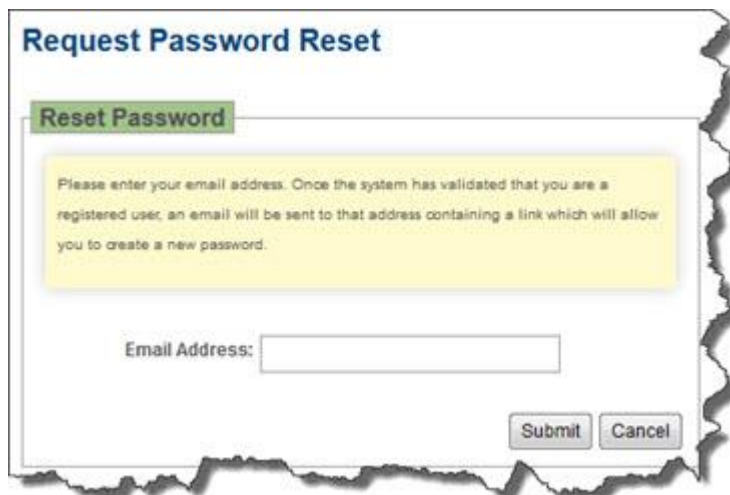 Request Password Reset
Reset Password
Please enter your email address. Once the system has validated that you are a
registered user, an email will be sent to that address containing a link which will allow
you to create a new password.
Email Address:
Submit Cancel